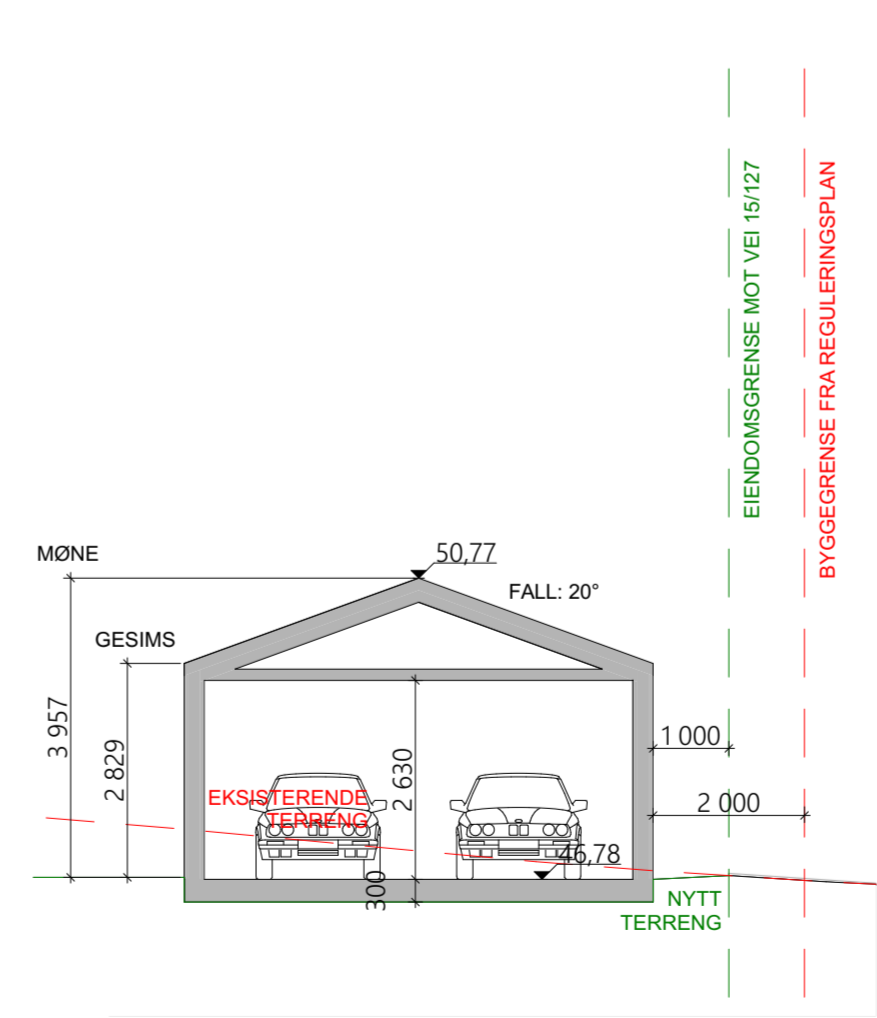 EIENDOMSGRENSE MOT VEI 15/127
BYGGEGRENSE FRA REGULERINGSPLAN
MØNE
50,77
FALL: 20°
GESIMS
3 957
2 829
2 630
1 000
2 000
EKSISTERENDE
TERRENG
46,78
300
NYTT
TERRENG